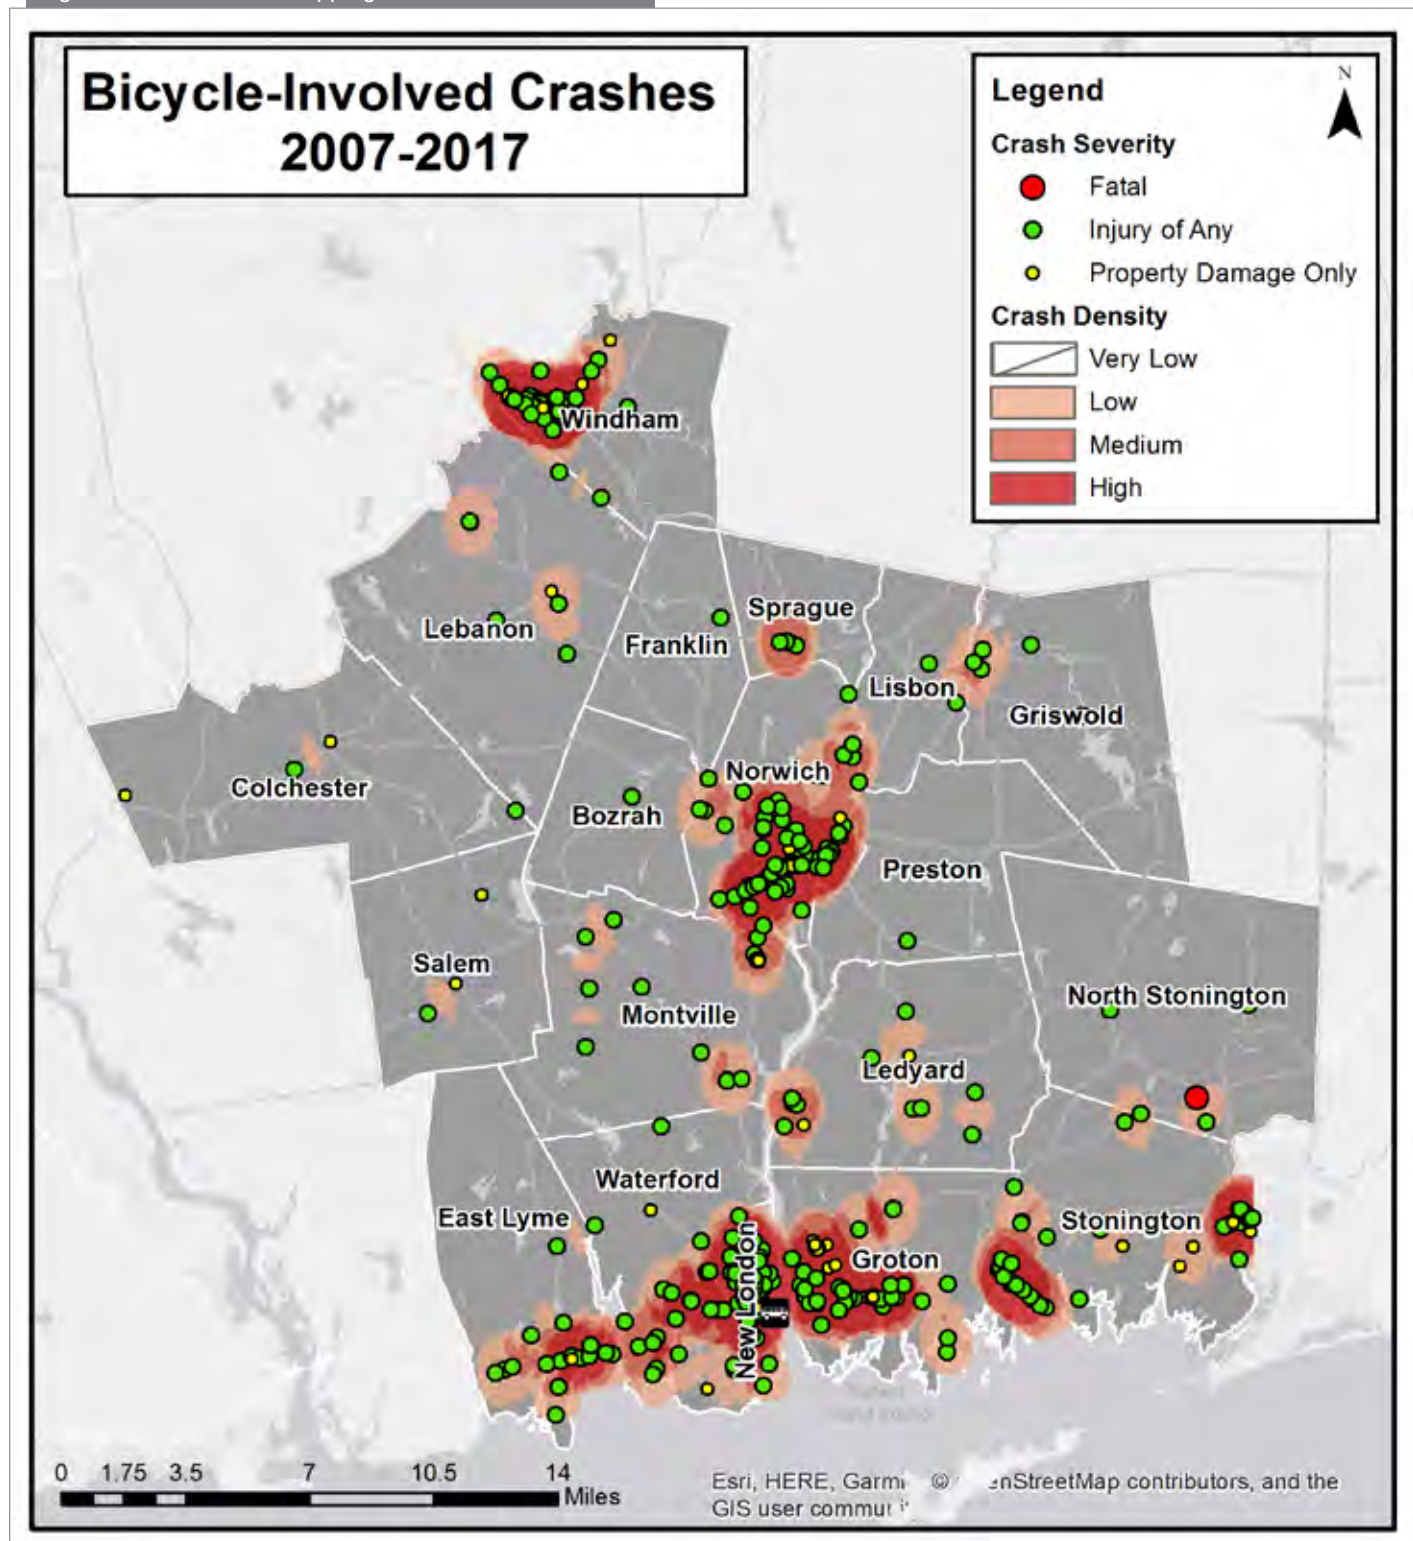 Bicycle-Involved Crashes
2007-2017
N
Legend
Crash Severity
Fatal
Injury of Any
Property Damage Only
Crash Density
Very Low
Low
Medium
High
Windham
Sprague
Lebanon
Franklin
Lisbon
Griswold
Norwich
Colchester
Bozrah
Preston
Salem
North Stonington
Montville
Ledyard
Waterford
East Lyme
Stonington
New London
Groton
0 1.75 3.5 7 10.5 14
Miles
Esri, HERE, contributors, and the
GIS user